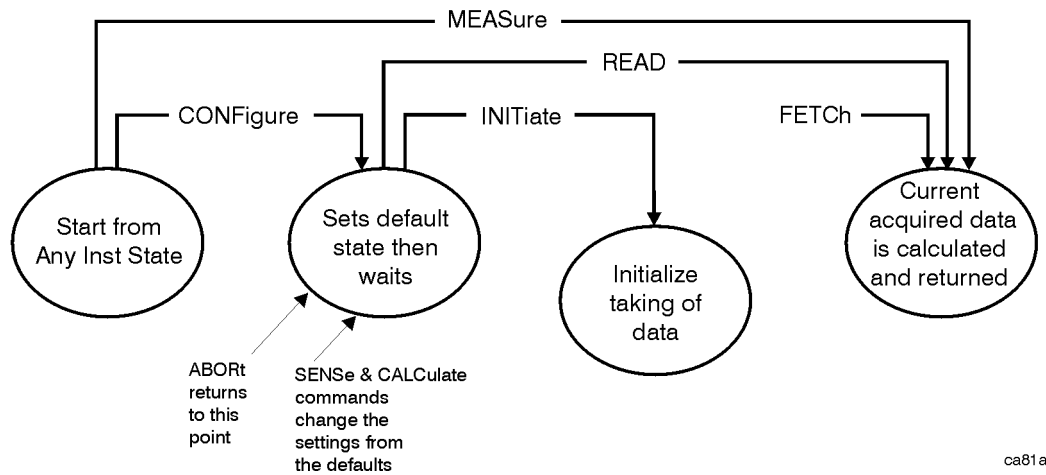 MEASure
READ
CONFigure
INITiate
FETCh
Start from
Any Inst State
Sets default
state then
waits
Initialize
taking of
data
Current
acquired data
is calculated
and returned
ABORt
returns
to this
point
SENSe & CALCulate
commands
change the
settings from
the defaults
ca81a